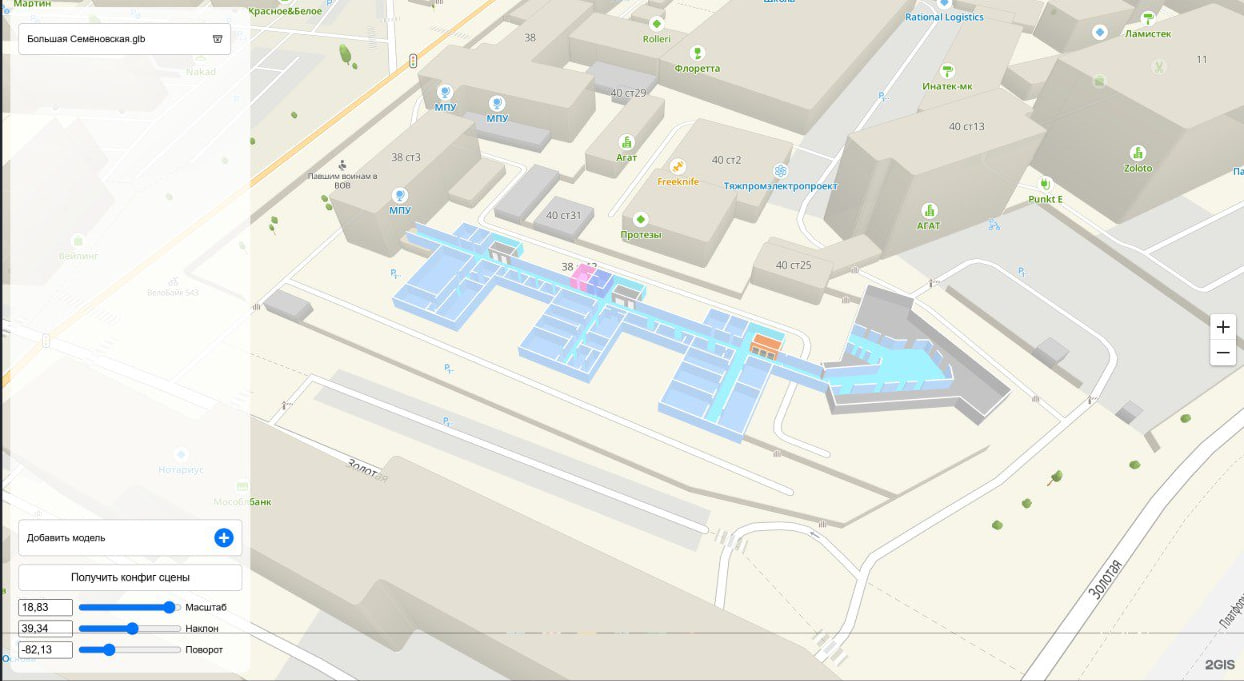 Мартин
Красное&Белое
Школа
Rational Logistics
Большая Семёновская.glb
38
Rolleri
Ламистек
Nakad
Флоретта
11
Инатек-мк
40 ст29
МПУ
МПУ
40 ст13
38 ст3
Агат
40 ст2
Zoloto
Павшим воинам в
ВОВ
Freeknife
Тяжпромэлектропроект
Punkt E
МПУ
40 ст31
АГАТ
Протезы
Вейпинг
38
40 ст25
ВелоБайк 543
Золотая
Нотариус
Мособлбанк
Добавить модель
Получить конфиг сцены
Золотая
18,83
Масштаб
39,34
Наклон
-82,13
Поворот
2GIS